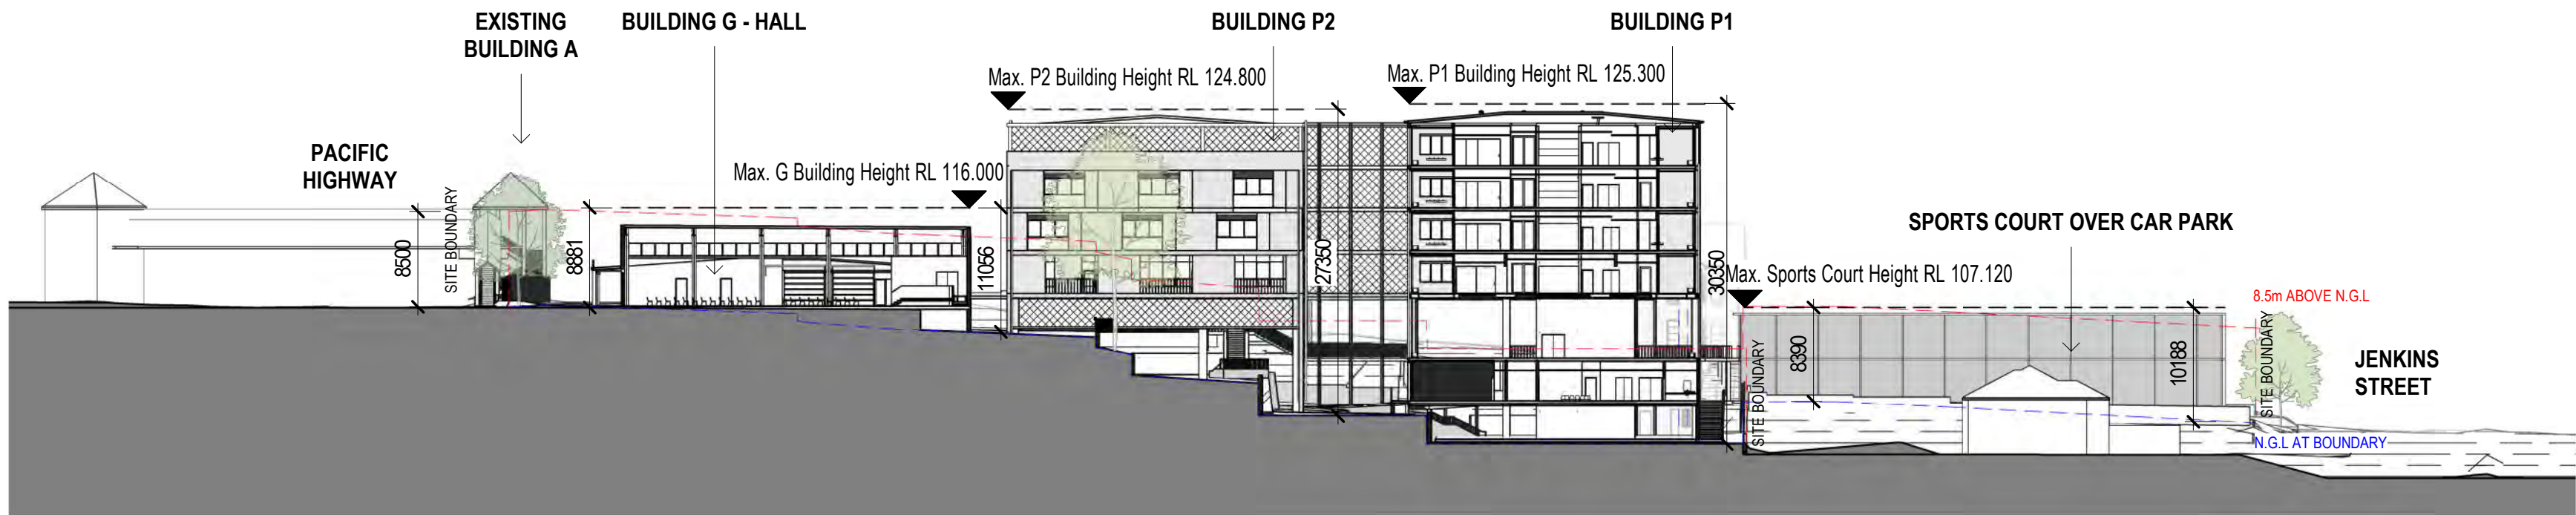 EXISTING
BUILDING A
BUILDING G - HALL
BUILDING P2
BUILDING P1
Max. P2 Building Height RL 124.800
Max. P1 Building Height RL 125.300
PACIFIC
HIGHWAY
Max. G Building Height RL 116.000
SITE BOUNDARY
8500
8881
11056
27350
30350
SPORTS COURT OVER CAR PARK
Max. Sports Court Height RL 107.120
8.5m ABOVE N.G.L
SITE BOUNDARY
8390
10188
SITE BOUNDARY
JENKINS
STREET
N.G.L AT BOUNDARY